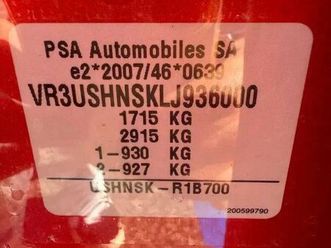 PSA Automobiles SA
e2*2007/46*0639
VR3USHNSKLJ936000
1715 KG
2915 KG
1-930 KG
2-927 KG
USHNSK-R1B700
200599790